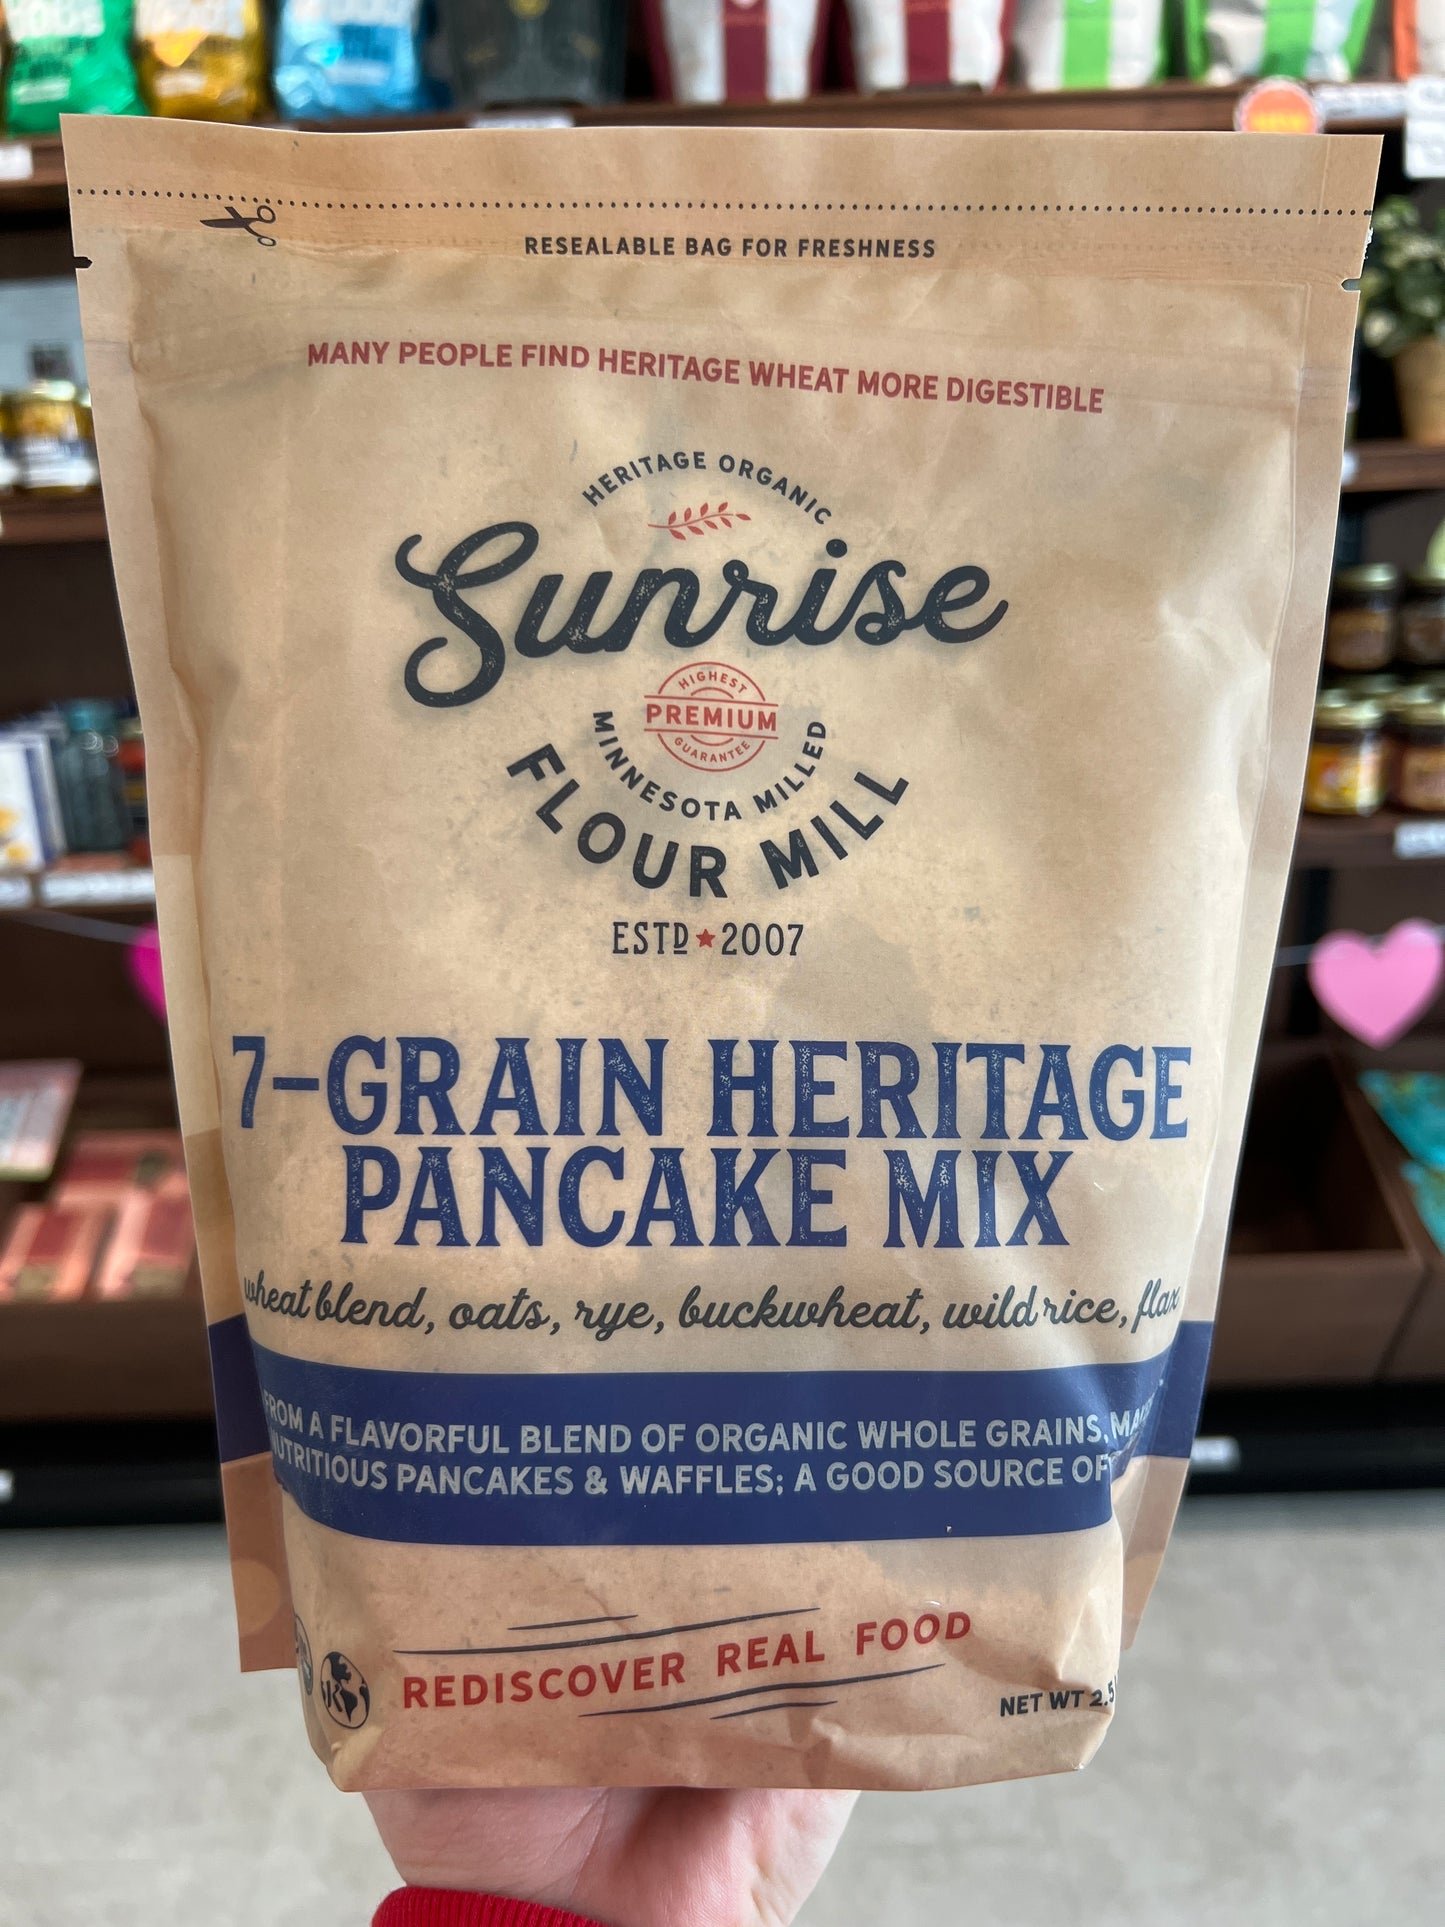 RESEALABLE BAG FOR FRESHNESS
MANY PEOPLE FIND HERITAGE WHEAT MORE DIGESTIBLE
HERITAGE ORGANIC
Sunrise
HIGHEST
PREMIUM
GUARANTEE
MINNESOTA MILLED
FLOUR MILL
ESTD ★ 2007
7-GRAIN HERITAGE
PANCAKE MIX
wheat blend, oats, rye, buckwheat, wild rice, flax
FROM A FLAVORFUL BLEND OF ORGANIC WHOLE GRAINS,
NUTRITIOUS PANCAKES & WAFFLES; A GOOD SOURCE OF
REDISCOVER REAL FOOD
K
NET WT 2.5